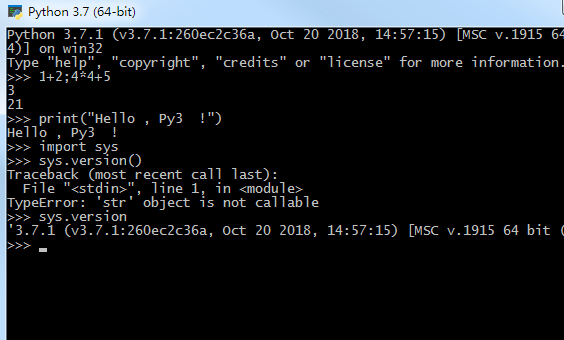 Python 3.7 (64-bit)
Python 3.7.1 (v3.7.1:260ec2c36a, Oct 20 2018, 14:57:15) [MSC v.1915 64
4)] on win32
Type "help", "copyright", "credits" or "license" for more information.
>>> 1+2;4*4+5
3
21
>>> print("Hello , Py3  !")
Hello , Py3  !
>>> import sys
>>> sys.version()
Traceback (most recent call last):
  File "<stdin>", line 1, in <module>
TypeError: 'str' object is not callable
>>> sys.version
'3.7.1 (v3.7.1:260ec2c36a, Oct 20 2018, 14:57:15) [MSC v.1915 64 bit (
>>>